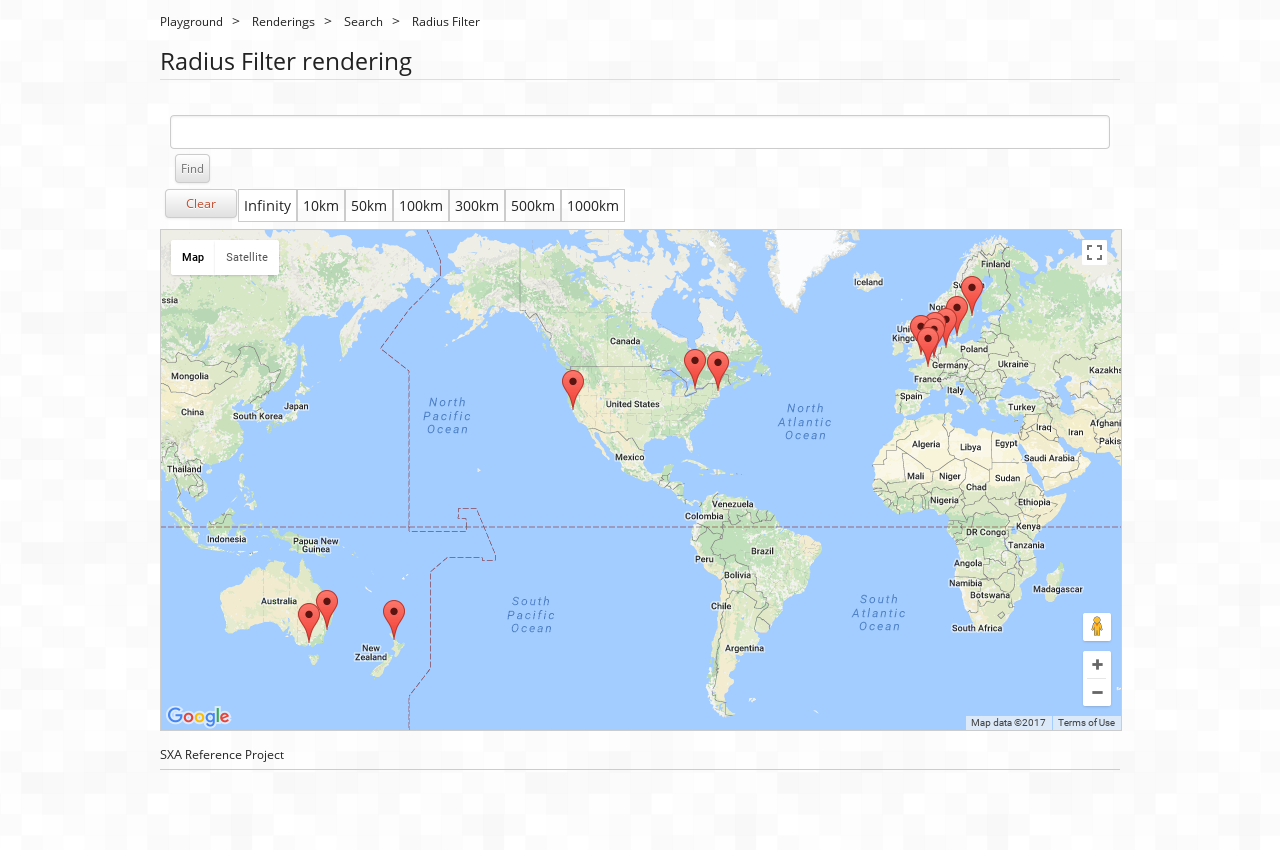 Playground > Renderings > Search > Radius Filter
Radius Filter rendering
Find
Clear Infinity 10km 50km 100km 300km 500km 1000km
Map Satellite
Finland
Iceland
ssia
Canada
Poland
Ukraine
Germany
Kazakhs
France
Mongolia
Italy
Spain
United States
Japan
China
South Korea
Turkey
North
Pacific
Ocean
North
Atlantic
Ocean
Afghani
Iraq
Iran
Pakis
Algeria
Libya
Egypt
Saudi Arabia
Mexico
Thailand
Mali
Niger
Chad
Sudan
Nigeria
Ethiopia
Venezuela
Colombia
Kenya
DR Congo
Indonesia
Papua New
Guinea
Tanzania
Brazil
Peru
Angola
Bolivia
Namibia
Botswana
Madagascar
Australia
Chile
South
Pacific
Ocean
South
Atlantic
Ocean
South Africa
New
Zealand
Argentina
Google
Map data ©2017 Terms of Use
SXA Reference Project